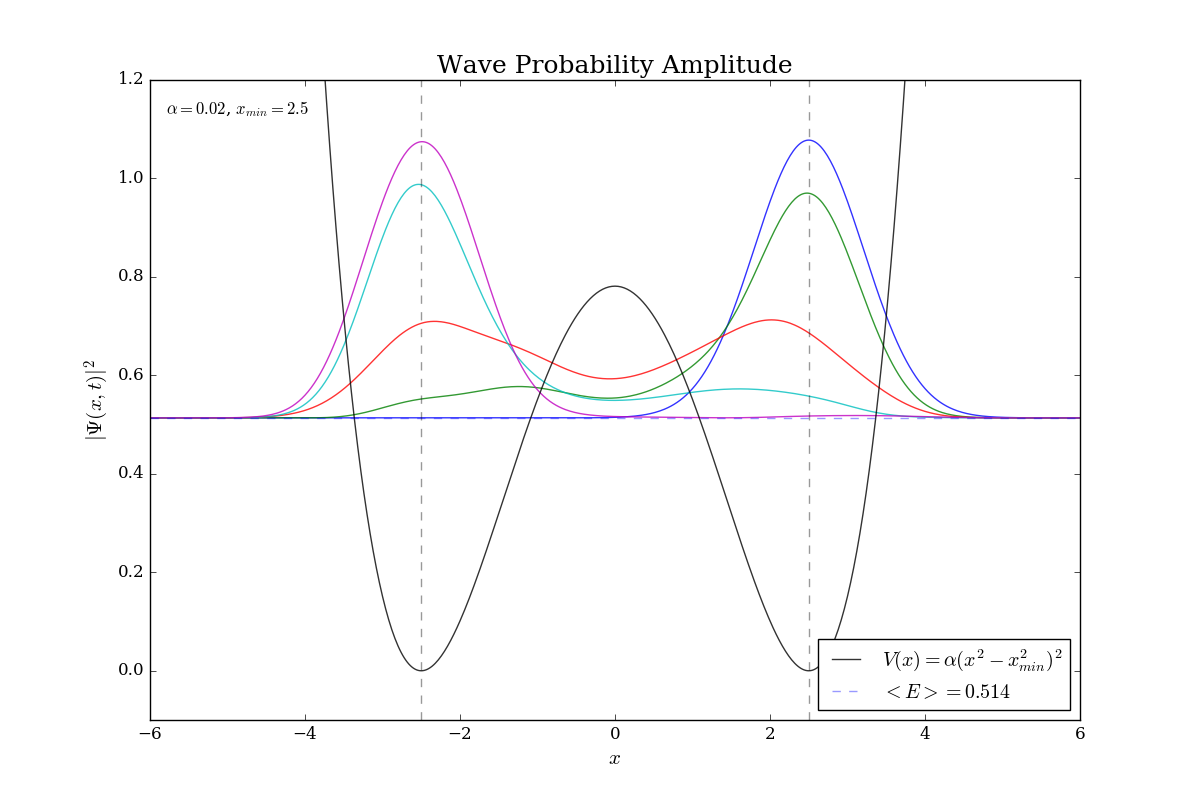 Wave Probability Amplitude
α = 0.02, x_min = 2.5
|Ψ(x, t)|²
1.2
1.0
0.8
0.6
0.4
0.2
0.0
−6
−4
−2
0
2
4
6
x
V(x) = α(x² − x²_min)²
< E > = 0.514